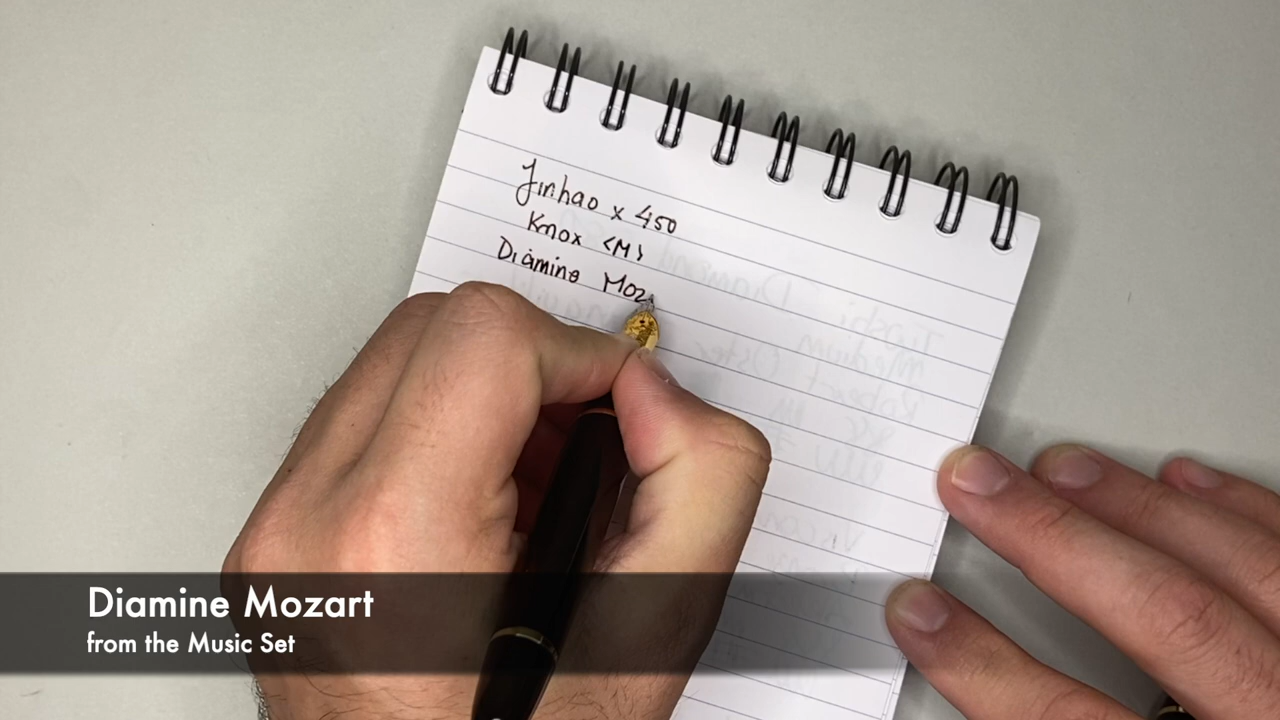 Jinhao x 450
Knox <M>
Diamine Moz
Diamine Mozart
from the Music Set